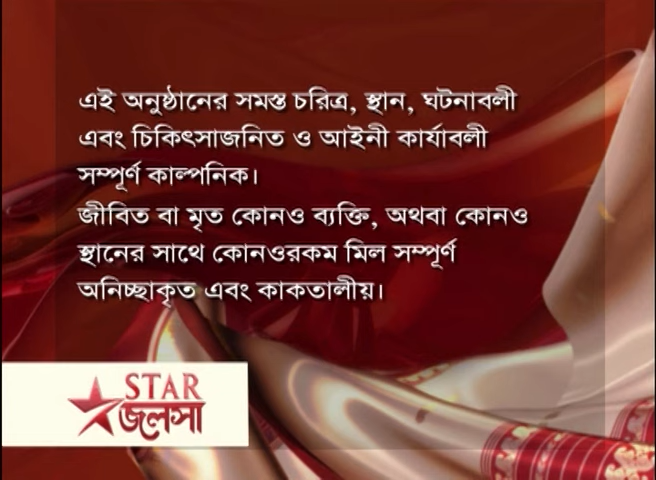 এই অনুষ্ঠানের সমস্ত চরিত্র, স্থান, ঘটনাবলী
এবং চিকিৎসাজনিত ও আইনী কার্যাবলী
সম্পূর্ণ কাল্পনিক।
জীবিত বা মৃত কোনও ব্যক্তি, অথবা কোনও
স্থানের সাথে কোনওরকম মিল সম্পূর্ণ
অনিচ্ছাকৃত এবং কাকতালীয়।
STAR
জলসা